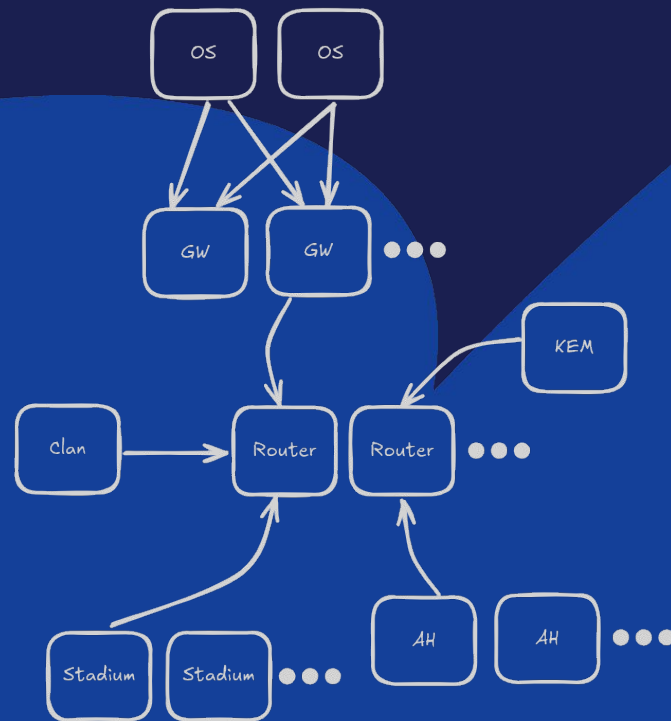 OS
OS
GW
GW
KEM
Clan
Router
Router
Stadium
Stadium
AH
AH